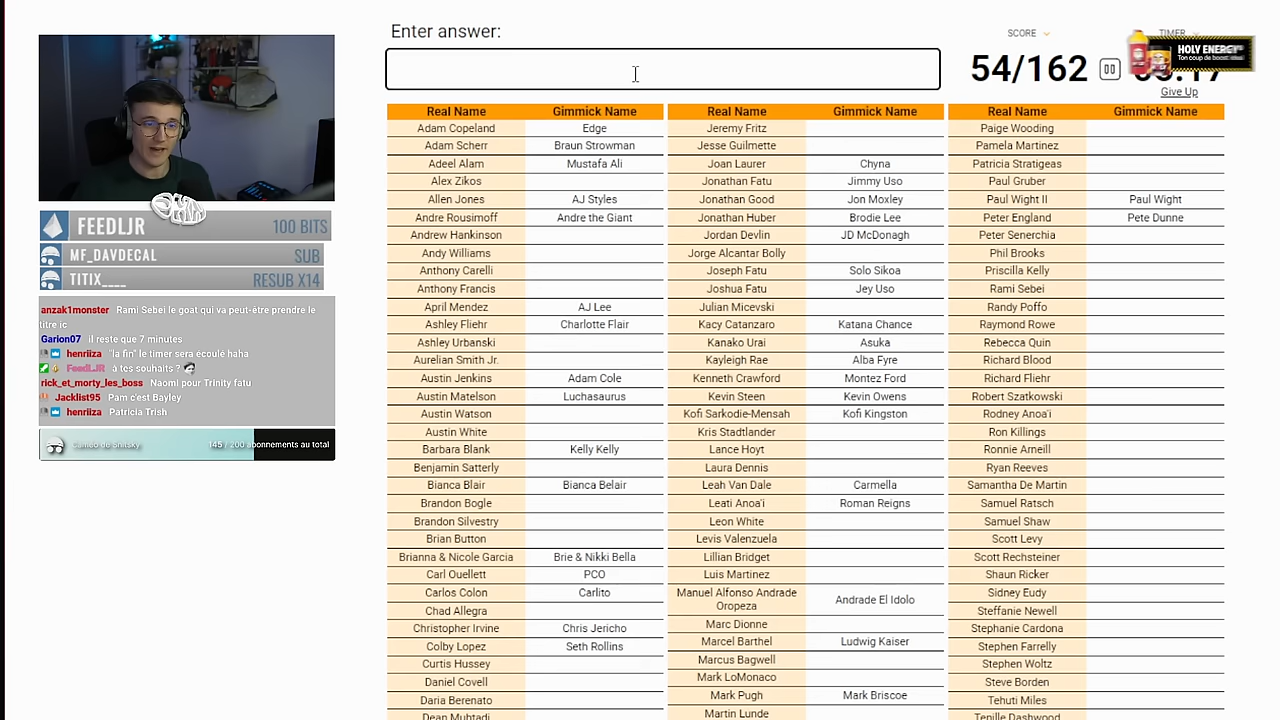 Enter answer:
SCORE
TIMER
HOLY ENERGY
54/162
Give Up
FEEDLJR 100 BITS
MF_DAVDECAL SUB
TITIX____ RESUB X14
anzak1monster Rami Sebei le goat qui va peut-être prendre le
titre ic
Garion07 il reste que 7 minutes
henriiza "la fin" le timer sera écoulé haha
FeedLJR à tes souhaits ?
rick_et_morty_les_boss Naomi pour Trinity fatu
Jacklist95 Pam c'est Bayley
henriiza Patricia Trish
145 / 200 abonnements au total
Real Name Gimmick Name
Adam Copeland Edge
Adam Scherr Braun Strowman
Adeel Alam Mustafa Ali
Alex Zikos
Allen Jones AJ Styles
Andre Rousimoff Andre the Giant
Andrew Hankinson
Andy Williams
Anthony Carelli
Anthony Francis
April Mendez AJ Lee
Ashley Fliehr Charlotte Flair
Ashley Urbanski
Aurelian Smith Jr.
Austin Jenkins Adam Cole
Austin Matelson Luchasaurus
Austin Watson
Austin White
Barbara Blank Kelly Kelly
Benjamin Satterly
Bianca Blair Bianca Belair
Brandon Bogle
Brandon Silvestry
Brian Button
Brianna & Nicole Garcia Brie & Nikki Bella
Carl Ouellett PCO
Carlos Colon Carlito
Chad Allegra
Christopher Irvine Chris Jericho
Colby Lopez Seth Rollins
Curtis Hussey
Daniel Covell
Daria Berenato
Dean Muhtadi
Real Name Gimmick Name
Jeremy Fritz
Jesse Guilmette
Joan Laurer Chyna
Jonathan Fatu Jimmy Uso
Jonathan Good Jon Moxley
Jonathan Huber Brodie Lee
Jordan Devlin JD McDonagh
Jorge Alcantar Bolly
Joseph Fatu Solo Sikoa
Joshua Fatu Jey Uso
Julian Micevski
Kacy Catanzaro Katana Chance
Kanako Urai Asuka
Kayleigh Rae Alba Fyre
Kenneth Crawford Montez Ford
Kevin Steen Kevin Owens
Kofi Sarkodie-Mensah Kofi Kingston
Kris Stadtlander
Lance Hoyt
Laura Dennis
Leah Van Dale Carmella
Leati Anoa'i Roman Reigns
Leon White
Levis Valenzuela
Lillian Bridget
Luis Martinez
Manuel Alfonso Andrade
Oropeza Andrade El Idolo
Marc Dionne
Marcel Barthel Ludwig Kaiser
Marcus Bagwell
Mark LoMonaco
Mark Pugh Mark Briscoe
Martin Lunde
Real Name Gimmick Name
Paige Wooding
Pamela Martinez
Patricia Stratigeas
Paul Gruber
Paul Wight II Paul Wight
Peter England Pete Dunne
Peter Senerchia
Phil Brooks
Priscilla Kelly
Rami Sebei
Randy Poffo
Raymond Rowe
Rebecca Quin
Richard Blood
Richard Fliehr
Robert Szatkowski
Rodney Anoa'i
Ron Killings
Ronnie Arneill
Ryan Reeves
Samantha De Martin
Samuel Ratsch
Samuel Shaw
Scott Levy
Scott Rechsteiner
Shaun Ricker
Sidney Eudy
Steffanie Newell
Stephanie Cardona
Stephen Farrelly
Stephen Woltz
Steve Borden
Tehuti Miles
Tenille Dashwood